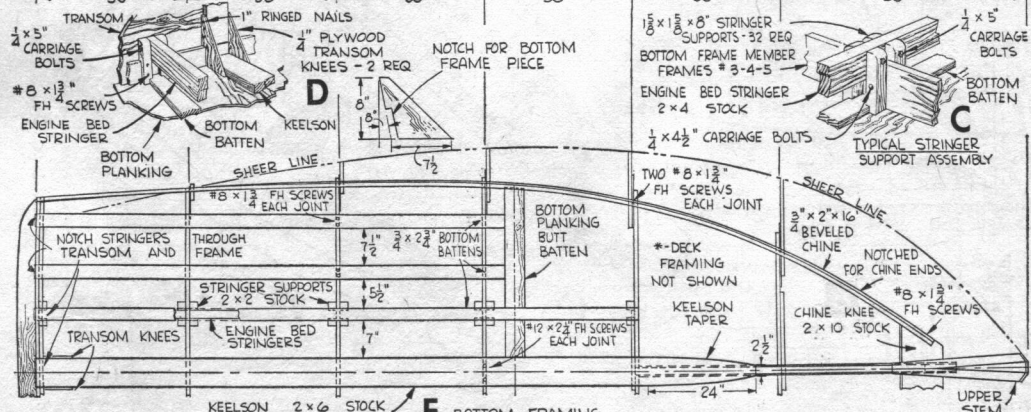 TRANSOM
1/4 x 5"
CARRIAGE
BOLTS
#8 x 1 3/4"
FH SCREWS
ENGINE BED
STRINGER
BOTTOM
PLANKING
1" RINGED NAILS
1/4" PLYWOOD
TRANSOM
KNEES - 2 REQ
D
KEELSON
BOTTOM
BATTEN
NOTCH FOR BOTTOM
FRAME PIECE
8"
7 1/2
1 5/8 x 1 5/8 x 8" STRINGER
SUPPORTS - 32 REQ
BOTTOM FRAME MEMBER
FRAMES #3-4-5
ENGINE BED STRINGER
2 x 4 STOCK
1/4 x 4 1/2" CARRIAGE BOLTS
1/4 x 5"
CARRIAGE
BOLTS
BOTTOM
BATTEN
C
TYPICAL STRINGER
SUPPORT ASSEMBLY
SHEER LINE
#8 x 1 3/4 FH SCREWS
EACH JOINT
TWO #8 x 1 3/4"
FH SCREWS
EACH JOINT
SHEER LINE
3/4" x 2" x 16'
BEVELED
CHINE
NOTCHED
FOR CHINE ENDS
#8 x 1 3/4"
FH SCREWS
NOTCH STRINGERS THROUGH
TRANSOM AND FRAME
7 1/2"
3/4 x 2 3/4" BOTTOM
BATTENS
BOTTOM
PLANKING
BUTT
BATTEN
*-DECK
FRAMING
NOT SHOWN
STRINGER SUPPORTS
2 x 2 STOCK
5 1/2"
KEELSON
TAPER
CHINE KNEE
2 x 10 STOCK
TRANSOM KNEES
ENGINE BED
STRINGERS
7"
#12 x 2 1/4" FH SCREWS
EACH JOINT
2 1/2"
24"
KEELSON 2 x 6 STOCK
BOTTOM FRAMING
UPPER
STEM